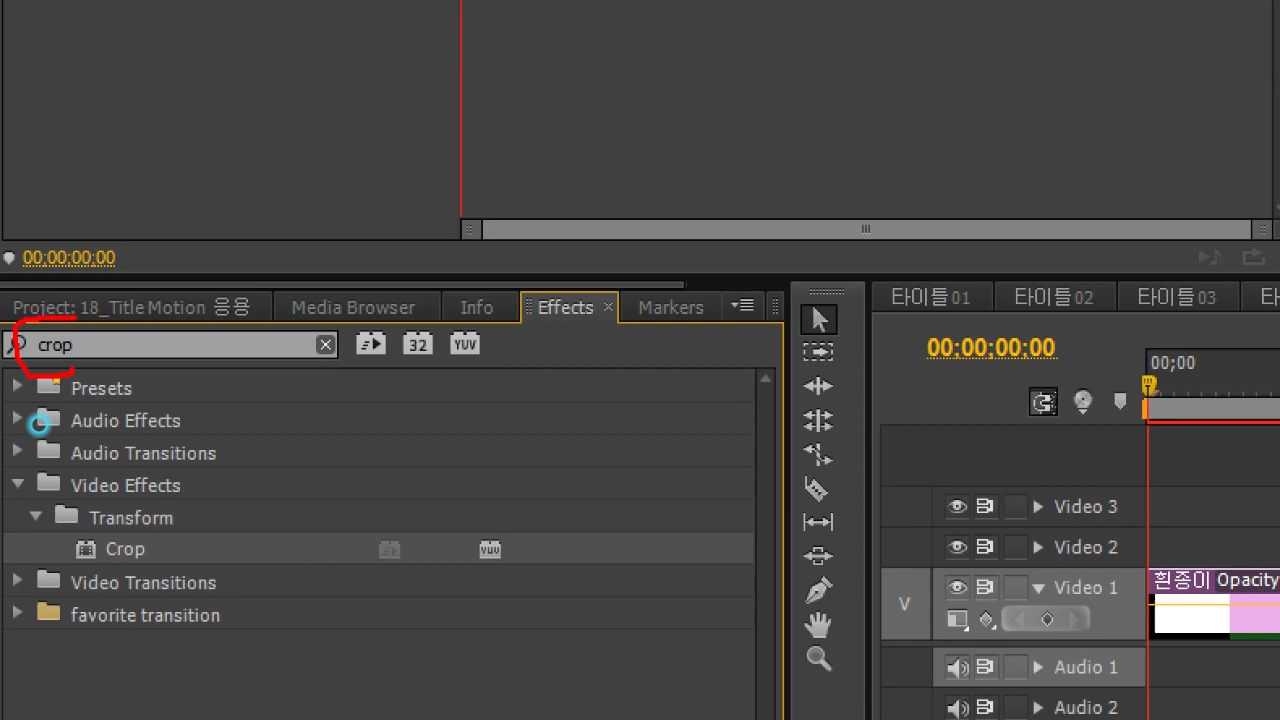 00;00;00;00
Project: 18_Title Motion 응용
Media Browser
Info
Effects
Markers
crop
32
YUV
Presets
Audio Effects
Audio Transitions
Video Effects
Transform
Crop
YUV
Video Transitions
favorite transition
타이틀01
타이틀02
타이틀03
타
00;00;00;00
00;00
Video 3
Video 2
V
Video 1
흰종이 Opacity
Audio 1
Audio 2